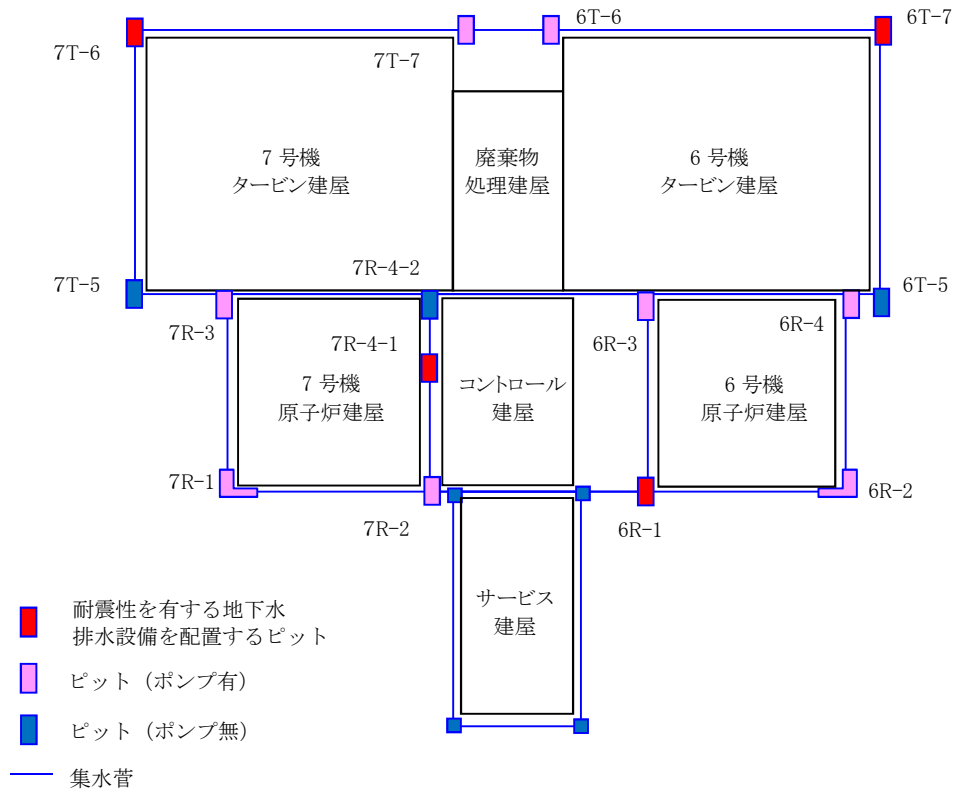 6T-6
6T-7
7T-6
7T-7
7 号機
タービン建屋
廃棄物
処理建屋
6 号機
タービン建屋
7R-4-2
7T-5
6T-5
7R-3
7R-4-1
6R-3
6R-4
7 号機
原子炉建屋
コントロール
建屋
6 号機
原子炉建屋
7R-1
6R-2
7R-2
6R-1
サービス
建屋
耐震性を有する地下水
排水設備を配置するピット
ピット（ポンプ有）
ピット（ポンプ無）
集水菅